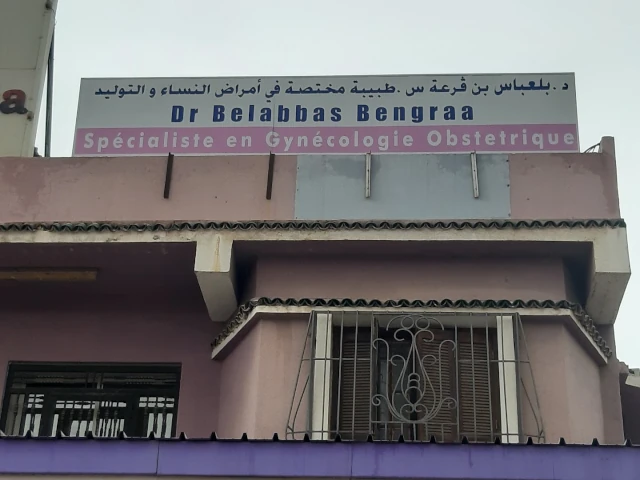 د.بلعباس بن قرعة س.طبيبة مختصة في أمراض النساء و التوليد
Dr Belabbas Bengraa
Spécialiste en Gynécologie Obstetrique
a